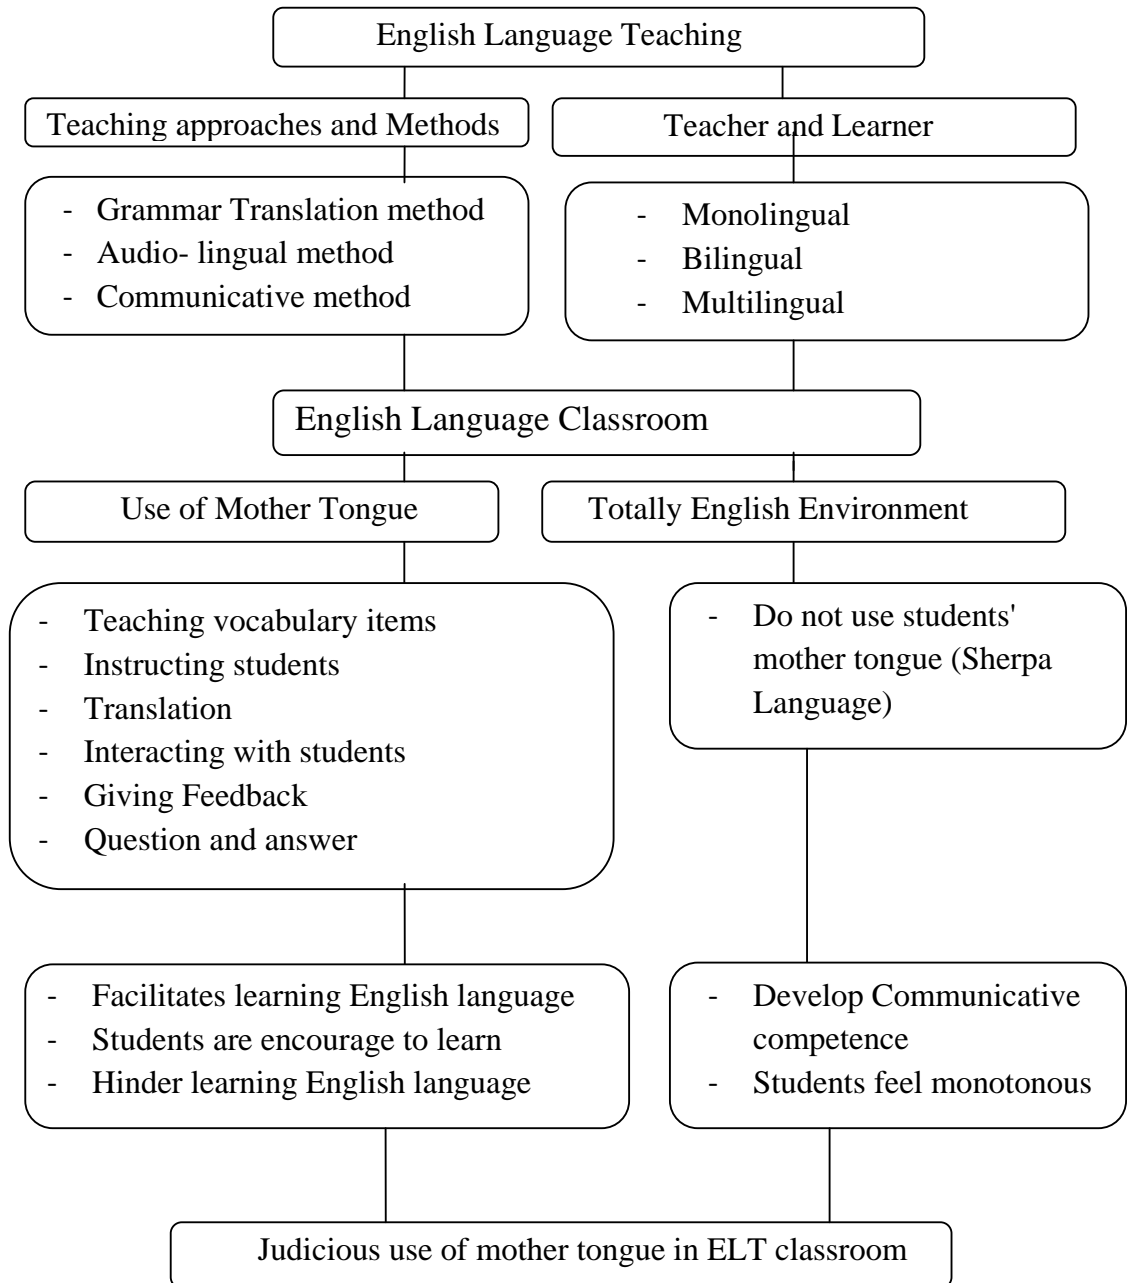 English Language Teaching
Teaching approaches and Methods
Teacher and Learner
- Grammar Translation method
- Audio- lingual method
- Communicative method
- Monolingual
- Bilingual
- Multilingual
English Language Classroom
Use of Mother Tongue
Totally English Environment
- Teaching vocabulary items
- Instructing students
- Translation
- Interacting with students
- Giving Feedback
- Question and answer
- Do not use students'
mother tongue (Sherpa
Language)
- Facilitates learning English language
- Students are encourage to learn
- Hinder learning English language
- Develop Communicative
competence
- Students feel monotonous
Judicious use of mother tongue in ELT classroom